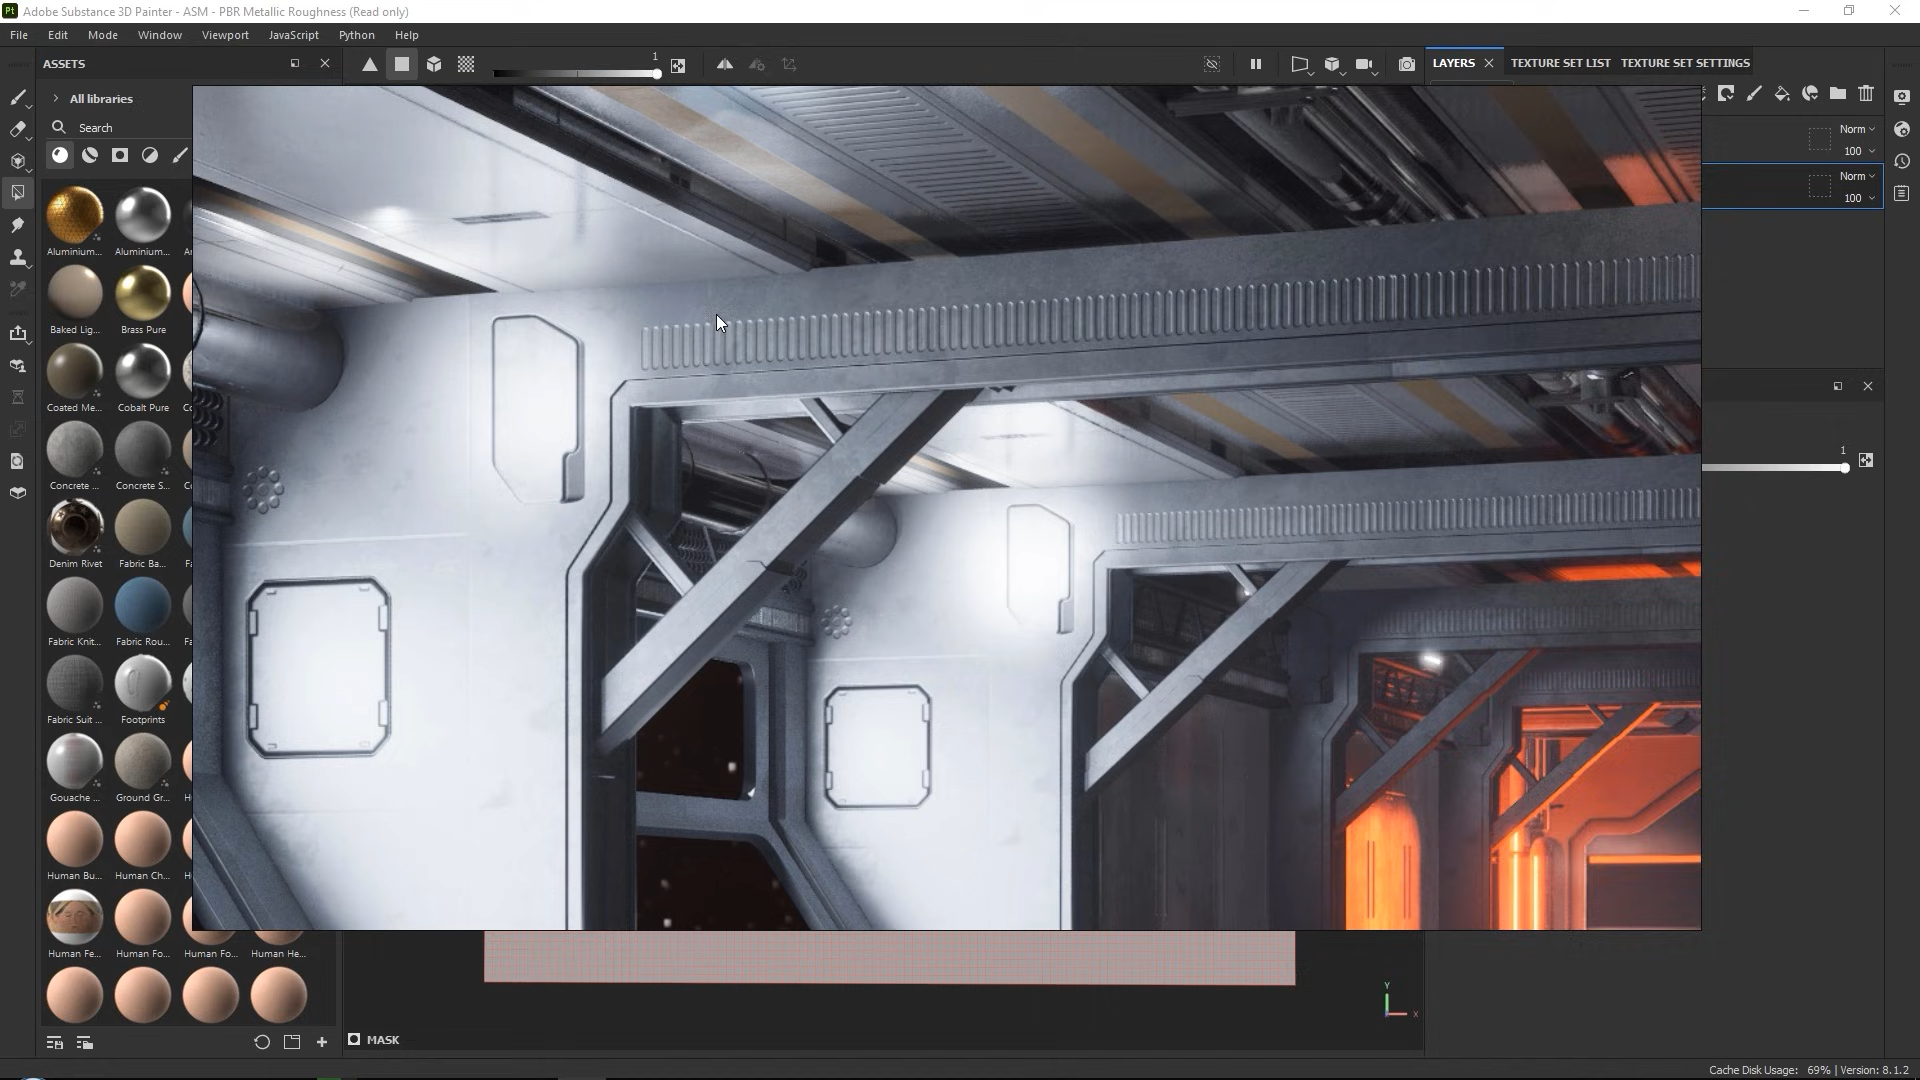 Pt Adobe Substance 3D Painter - ASM - PBR Metallic Roughness (Read only)
File Edit Mode Window Viewport JavaScript Python Help
ASSETS
1
LAYERS TEXTURE SET LIST TEXTURE SET SETTINGS
All libraries
Search
Norm
100
Norm
100
Aluminium... Aluminium...
Baked Lig... Brass Pure
Coated Me... Cobalt Pure
1
Concrete ... Concrete S...
Denim Rivet Fabric Ba...
Fabric Knit... Fabric Rou...
Fabric Suit ... Footprints
Gouache ... Ground Gr...
Human Bu... Human Ch...
Human Fe... Human Fo... Human Fo... Human He...
Y
X
MASK
Cache Disk Usage: 69% | Version: 8.1.2